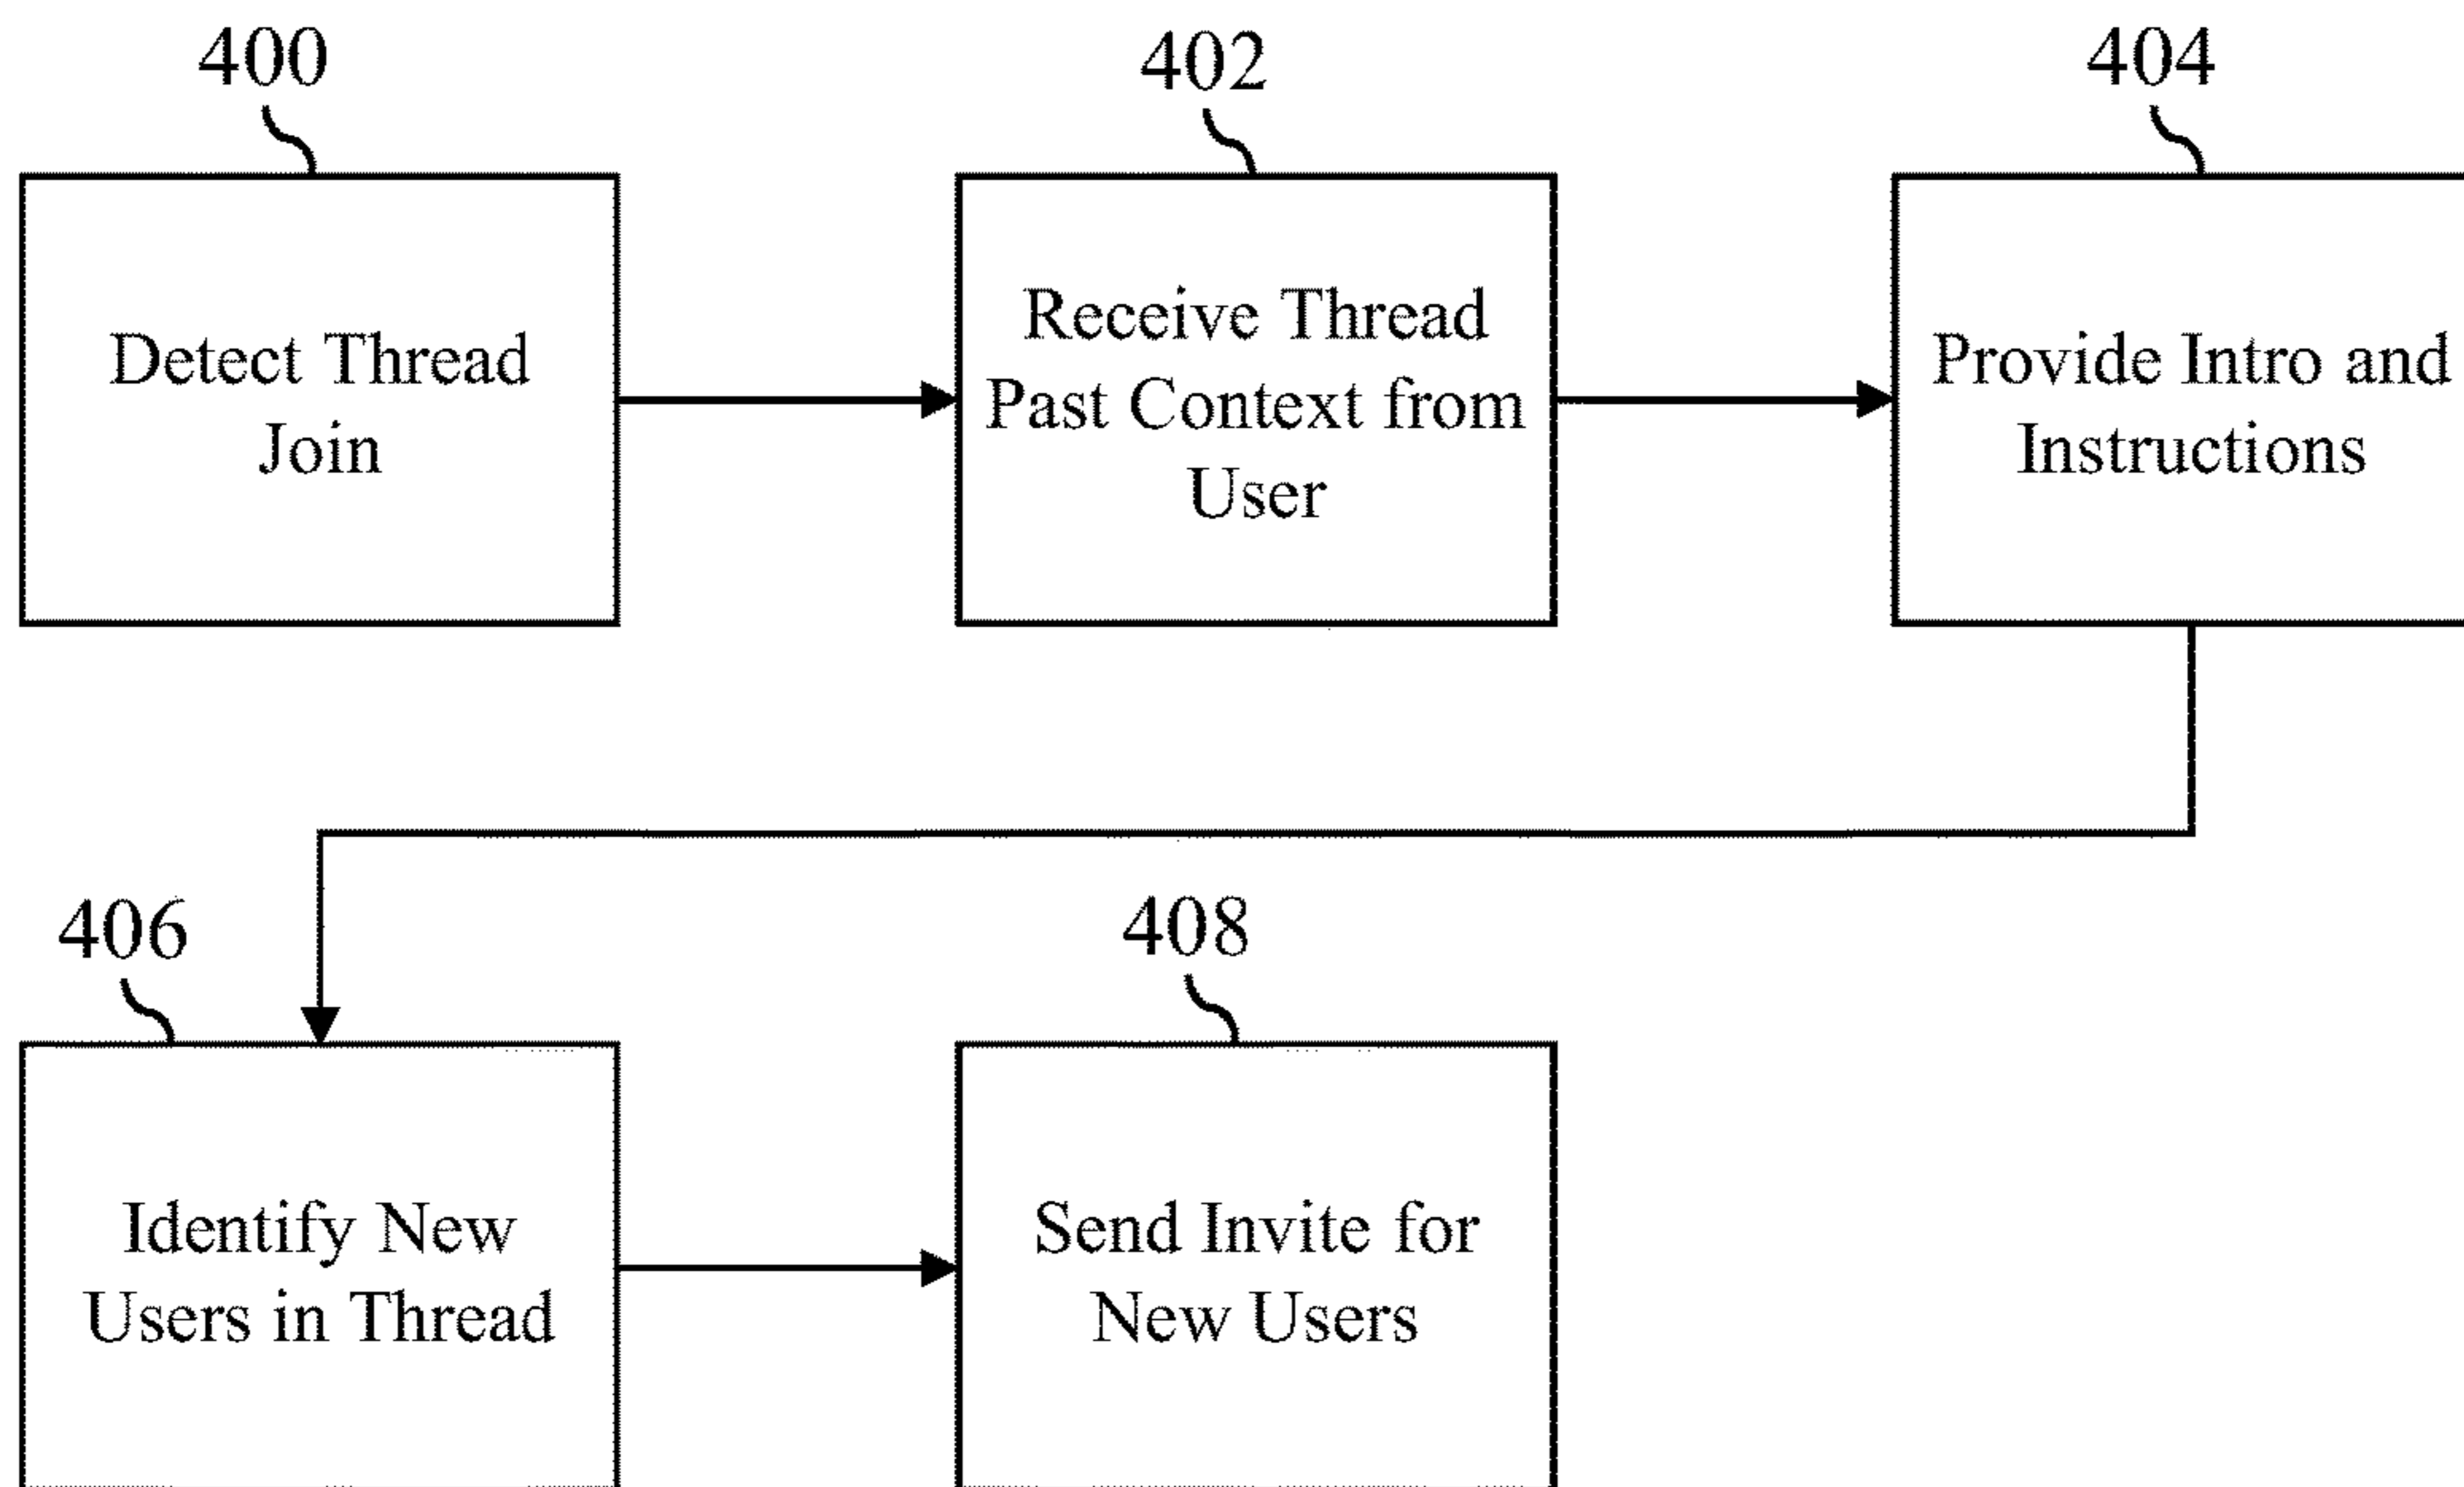 400
402
404
Detect Thread
Join
Receive Thread
Past Context from
User
Provide Intro and
Instructions
406
408
Identify New
Users in Thread
Send Invite for
New Users